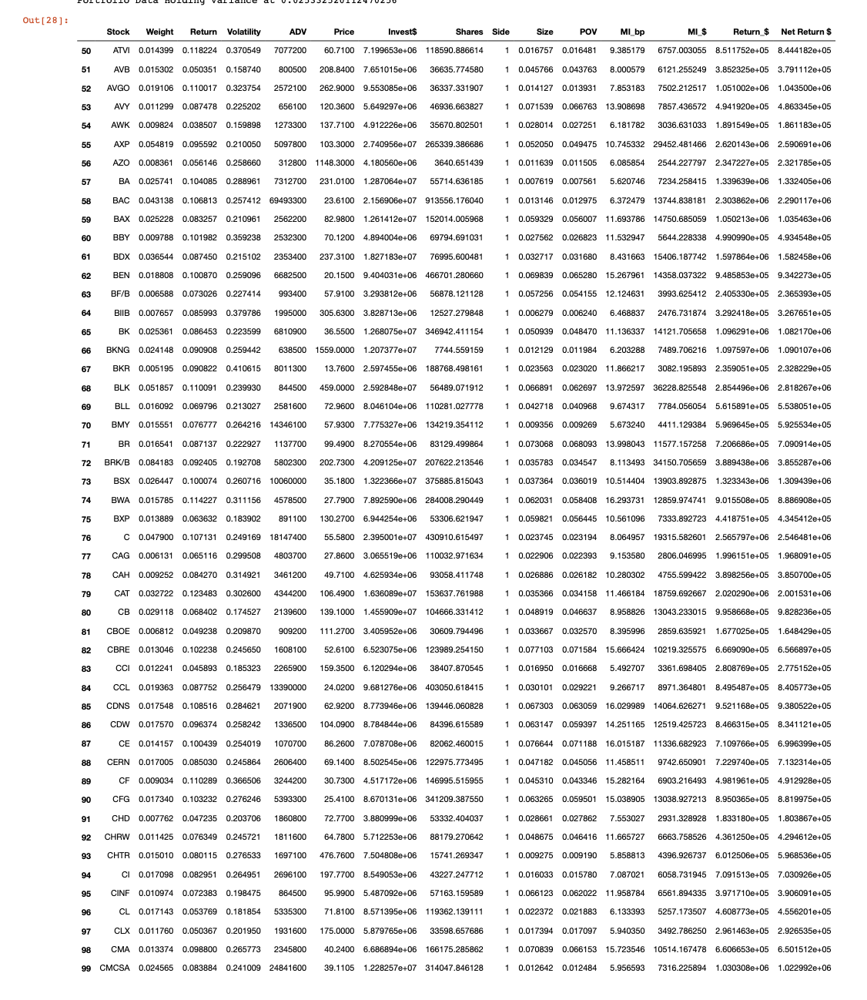 Portfolio Data Holding Variance at 0.025332520112470256
Out[28]:
Stock Weight Return Volatility ADV Price Invest$ Shares Side Size POV MI_bp MI_$ Return_$ Net Return $
50 ATVI 0.014399 0.118224 0.370549 7077200 60.7100 7.199653e+06 118590.886614 1 0.016757 0.016481 9.385179 6757.003055 8.511752e+05 8.444182e+05
51 AVB 0.015302 0.050351 0.158740 800500 208.8400 7.651015e+06 36635.774580 1 0.045766 0.043763 8.000579 6121.255249 3.852325e+05 3.791112e+05
52 AVGO 0.019106 0.110017 0.323754 2572100 262.9000 9.553085e+06 36337.331907 1 0.014127 0.013931 7.853183 7502.212517 1.051002e+06 1.043500e+06
53 AVY 0.011299 0.087478 0.225202 656100 120.3600 5.649297e+06 46936.663827 1 0.071539 0.066763 13.908698 7857.436572 4.941920e+05 4.863345e+05
54 AWK 0.009824 0.038507 0.159898 1273300 137.7100 4.912226e+06 35670.802501 1 0.028014 0.027251 6.181782 3036.631033 1.891549e+05 1.861183e+05
55 AXP 0.054819 0.095592 0.210050 5097800 103.3000 2.740956e+07 265339.386686 1 0.052050 0.049475 10.745332 29452.481466 2.620143e+06 2.590691e+06
56 AZO 0.008361 0.056146 0.258660 312800 1148.3000 4.180560e+06 3640.651439 1 0.011639 0.011505 6.085854 2544.227797 2.347227e+05 2.321785e+05
57 BA 0.025741 0.104085 0.288961 7312700 231.0100 1.287064e+07 55714.636185 1 0.007619 0.007561 5.620746 7234.258415 1.339639e+06 1.332405e+06
58 BAC 0.043138 0.106813 0.257412 69493300 23.6100 2.156906e+07 913556.176040 1 0.013146 0.012975 6.372479 13744.838181 2.303862e+06 2.290117e+06
59 BAX 0.025228 0.083257 0.210961 2562200 82.9800 1.261412e+07 152014.005968 1 0.059329 0.056007 11.693786 14750.685059 1.050213e+06 1.035463e+06
60 BBY 0.009788 0.101982 0.359238 2532300 70.1200 4.894004e+06 69794.691031 1 0.027562 0.026823 11.532947 5644.228338 4.990990e+05 4.934548e+05
61 BDX 0.036544 0.087450 0.215102 2353400 237.3100 1.827183e+07 76995.600481 1 0.032717 0.031680 8.431663 15406.187742 1.597864e+06 1.582458e+06
62 BEN 0.018808 0.100870 0.259096 6682500 20.1500 9.404031e+06 466701.280660 1 0.069839 0.065280 15.267961 14358.037322 9.485853e+05 9.342273e+05
63 BF/B 0.006588 0.073026 0.227414 993400 57.9100 3.293812e+06 56878.121128 1 0.057256 0.054155 12.124631 3993.625412 2.405330e+05 2.365393e+05
64 BIIB 0.007657 0.085993 0.379786 1995000 305.6300 3.828713e+06 12527.279848 1 0.006279 0.006240 6.468837 2476.731874 3.292418e+05 3.267651e+05
65 BK 0.025361 0.086453 0.223599 6810900 36.5500 1.268075e+07 346942.411154 1 0.050939 0.048470 11.136337 14121.705658 1.096291e+06 1.082170e+06
66 BKNG 0.024148 0.090908 0.259442 638500 1559.0000 1.207377e+07 7744.559159 1 0.012129 0.011984 6.203288 7489.706216 1.097597e+06 1.090107e+06
67 BKR 0.005195 0.090822 0.410615 8011300 13.7600 2.597455e+06 188768.498161 1 0.023563 0.023020 11.866217 3082.195893 2.359051e+05 2.328229e+05
68 BLK 0.051857 0.110091 0.239930 844500 459.0000 2.592848e+07 56489.071912 1 0.066891 0.062697 13.972597 36228.825548 2.854496e+06 2.818267e+06
69 BLL 0.016092 0.069796 0.213027 2581600 72.9600 8.046104e+06 110281.027778 1 0.042718 0.040968 9.674317 7784.056054 5.615891e+05 5.538051e+05
70 BMY 0.015551 0.076777 0.264216 14346100 57.9300 7.775327e+06 134219.354112 1 0.009356 0.009269 5.673240 4411.129384 5.969645e+05 5.925534e+05
71 BR 0.016541 0.087137 0.222927 1137700 99.4900 8.270554e+06 83129.499864 1 0.073068 0.068093 13.998043 11577.157258 7.206686e+05 7.090914e+05
72 BRK/B 0.084183 0.092405 0.192708 5802300 202.7300 4.209125e+07 207622.213546 1 0.035783 0.034547 8.113493 34150.705659 3.889438e+06 3.855287e+06
73 BSX 0.026447 0.100074 0.260716 10060000 35.1800 1.322366e+07 375885.815043 1 0.037364 0.036019 10.514404 13903.892875 1.323343e+06 1.309439e+06
74 BWA 0.015785 0.114227 0.311156 4578500 27.7900 7.892590e+06 284008.290449 1 0.062031 0.058408 16.293731 12859.974741 9.015508e+05 8.886908e+05
75 BXP 0.013889 0.063632 0.183902 891100 130.2700 6.944254e+06 53306.621947 1 0.059821 0.056445 10.561096 7333.892723 4.418751e+05 4.345412e+05
76 C 0.047900 0.107131 0.249169 18147400 55.5800 2.395001e+07 430910.615497 1 0.023745 0.023194 8.064957 19315.582601 2.565797e+06 2.546481e+06
77 CAG 0.006131 0.065116 0.299508 4803700 27.8600 3.065519e+06 110032.971634 1 0.022906 0.022393 9.153580 2806.046995 1.996151e+05 1.968091e+05
78 CAH 0.009252 0.084270 0.314921 3461200 49.7100 4.625934e+06 93058.411748 1 0.026886 0.026182 10.280302 4755.599422 3.898256e+05 3.850700e+05
79 CAT 0.032722 0.123483 0.302600 4344200 106.4900 1.636089e+07 153637.761988 1 0.035366 0.034158 11.466184 18759.692667 2.020290e+06 2.001531e+06
80 CB 0.029118 0.068402 0.174527 2139600 139.1000 1.455909e+07 104666.331412 1 0.048919 0.046637 8.958826 13043.233015 9.958668e+05 9.828236e+05
81 CBOE 0.006812 0.049238 0.209870 909200 111.2700 3.405952e+06 30609.794496 1 0.033667 0.032570 8.395996 2859.635921 1.677025e+05 1.648429e+05
82 CBRE 0.013046 0.102238 0.245650 1608100 52.6100 6.523075e+06 123989.254150 1 0.077103 0.071584 15.666424 10219.325575 6.669090e+05 6.566897e+05
83 CCI 0.012241 0.045893 0.185323 2265900 159.3500 6.120294e+06 38407.870545 1 0.016950 0.016668 5.492707 3361.698405 2.808769e+05 2.775152e+05
84 CCL 0.019363 0.087752 0.256479 13390000 24.0200 9.681276e+06 403050.618415 1 0.030101 0.029221 9.266717 8971.364801 8.495487e+05 8.405773e+05
85 CDNS 0.017548 0.108516 0.284621 2071900 62.9200 8.773946e+06 139446.060828 1 0.067303 0.063059 16.029989 14064.626271 9.521168e+05 9.380522e+05
86 CDW 0.017570 0.096374 0.258242 1336500 104.0900 8.784844e+06 84396.615589 1 0.063147 0.059397 14.251165 12519.425723 8.466315e+05 8.341121e+05
87 CE 0.014157 0.100439 0.254019 1070700 86.2600 7.078708e+06 82062.460015 1 0.076644 0.071188 16.015187 11336.682923 7.109766e+05 6.996399e+05
88 CERN 0.017005 0.085030 0.245864 2606400 69.1400 8.502545e+06 122975.773495 1 0.047182 0.045056 11.458511 9742.650901 7.229740e+05 7.132314e+05
89 CF 0.009034 0.110289 0.366506 3244200 30.7300 4.517172e+06 146995.515955 1 0.045310 0.043346 15.282164 6903.216493 4.981961e+05 4.912928e+05
90 CFG 0.017340 0.103232 0.276246 5393300 25.4100 8.670131e+06 341209.387550 1 0.063265 0.059501 15.038905 13038.927213 8.950365e+05 8.819975e+05
91 CHD 0.007762 0.047235 0.203706 1860800 72.7700 3.880999e+06 53332.404037 1 0.028661 0.027862 7.553027 2931.328928 1.833180e+05 1.803867e+05
92 CHRW 0.011425 0.076349 0.245721 1811600 64.7800 5.712253e+06 88179.270642 1 0.048675 0.046416 11.665727 6663.758526 4.361250e+05 4.294612e+05
93 CHTR 0.015010 0.080115 0.276533 1697100 476.7600 7.504808e+06 15741.269347 1 0.009275 0.009190 5.858813 4396.926737 6.012506e+05 5.968536e+05
94 CI 0.017098 0.082951 0.264951 2696100 197.7700 8.549053e+06 43227.247712 1 0.016033 0.015780 7.087021 6058.731945 7.091513e+05 7.030926e+05
95 CINF 0.010974 0.072383 0.198475 864500 95.9900 5.487092e+06 57163.159589 1 0.066123 0.062022 11.958784 6561.894335 3.971710e+05 3.906091e+05
96 CL 0.017143 0.053769 0.181854 5335300 71.8100 8.571395e+06 119362.139111 1 0.022372 0.021883 6.133393 5257.173507 4.608773e+05 4.556201e+05
97 CLX 0.011760 0.050367 0.201950 1931600 175.0000 5.879765e+06 33598.657686 1 0.017394 0.017097 5.940350 3492.786250 2.961463e+05 2.926535e+05
98 CMA 0.013374 0.098800 0.265773 2345800 40.2400 6.686894e+06 166175.285862 1 0.070839 0.066153 15.723546 10514.167478 6.606653e+05 6.501512e+05
99 CMCSA 0.024565 0.083884 0.241009 24841600 39.1105 1.228257e+07 314047.846128 1 0.012642 0.012484 5.956593 7316.225894 1.030308e+06 1.022992e+06